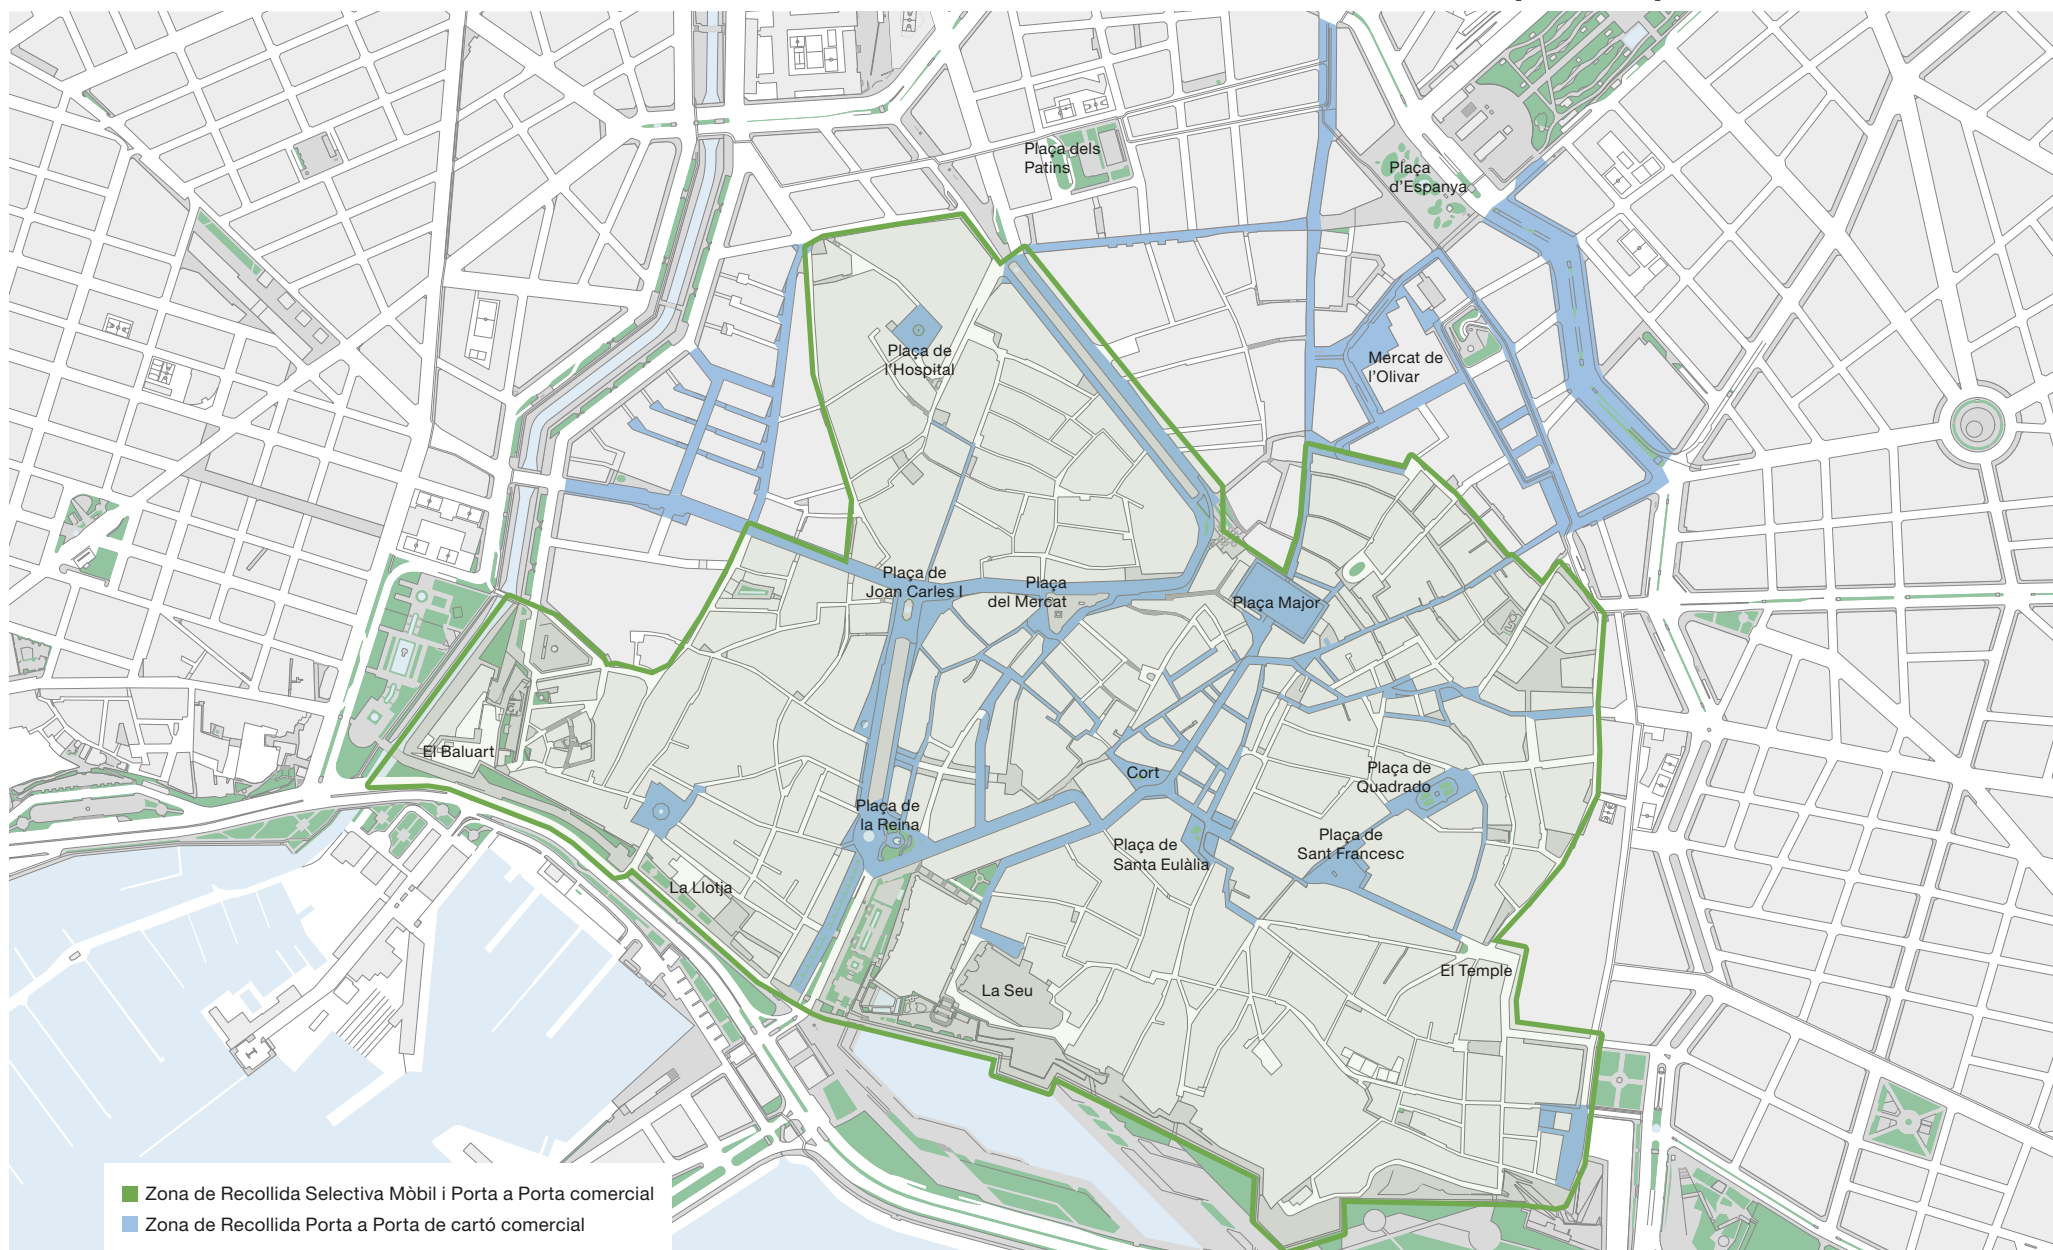 Plaça dels
Patins
Plaça
d'Espanya
Plaça de
l'Hospital
Mercat de
l'Olivar
Plaça de
Joan Carles I
Plaça
del Mercat
Plaça Major
El Baluart
Cort
Plaça de
Quadrado
Plaça de
la Reina
Plaça de
Sant Francesc
Plaça de
Santa Eulàlia
La Llotja
El Temple
La Seu
Zona de Recollida Selectiva Mòbil i Porta a Porta comercial
Zona de Recollida Porta a Porta de cartó comercial